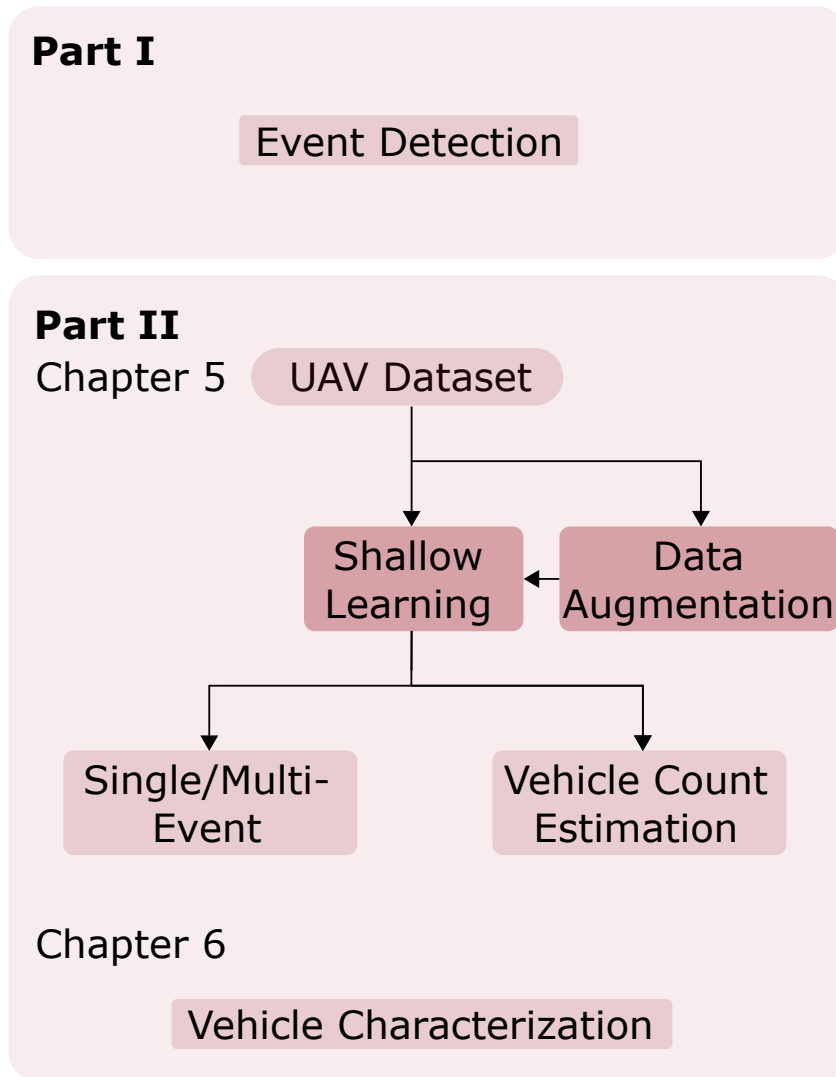 Part I
Event Detection
Part II
Chapter 5
UAV Dataset
Shallow
Learning
Data
Augmentation
Single/Multi-
Event
Vehicle Count
Estimation
Chapter 6
Vehicle Characterization